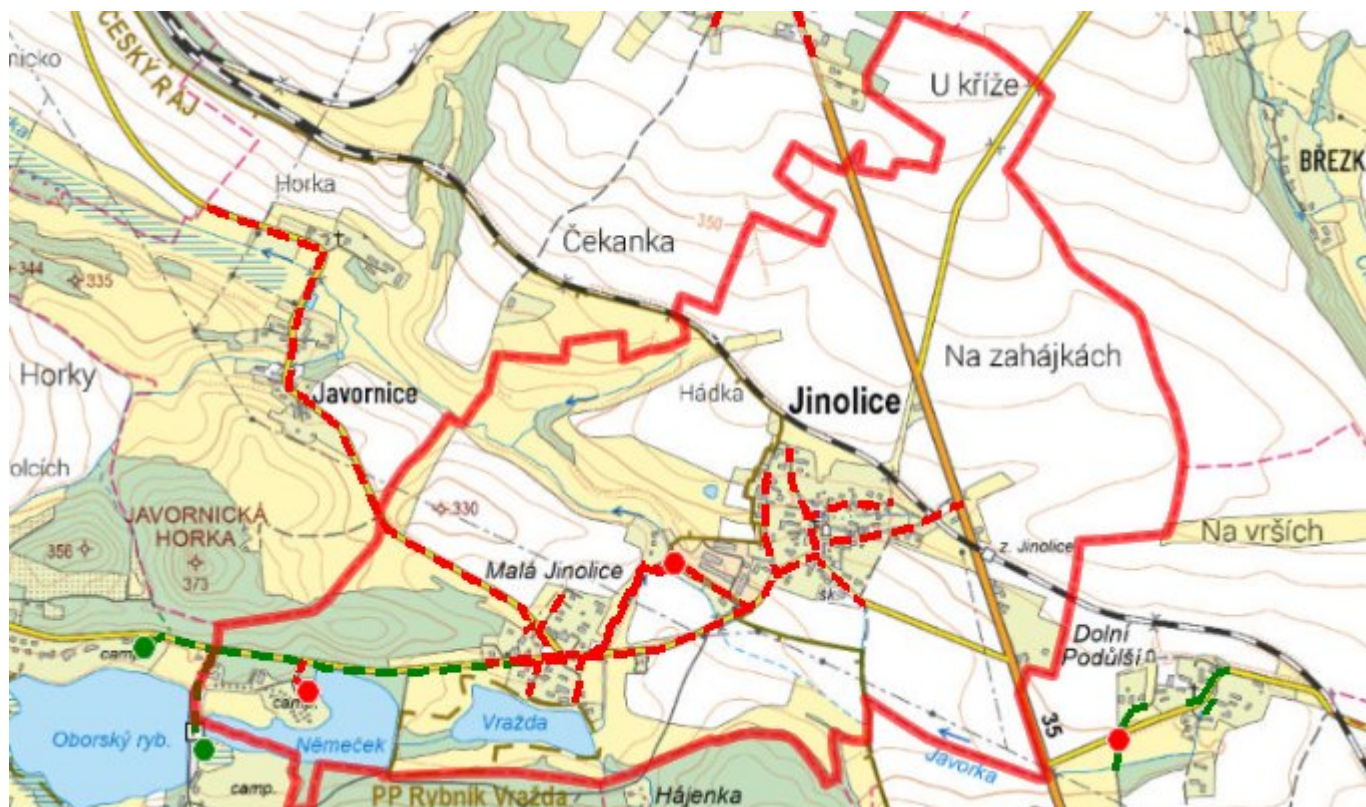 ČESKÝ RÁJ
U kříže
BŘEZK
Horka
350
Čekanka
344
335
Na zahájkách
Horky
Javornice
Hádka
Jinolice
olcích
330
JAVORNICKÁ
HORKA
Na vrších
356
373
Malá Jinolice
z. Jinolice
šk.
camp.
Dolní
Podůlší
camp.
Vražda
35
Oborský ryb.
Němeček
Javorka
camp.
PP Rybník Vražda
Hájenka